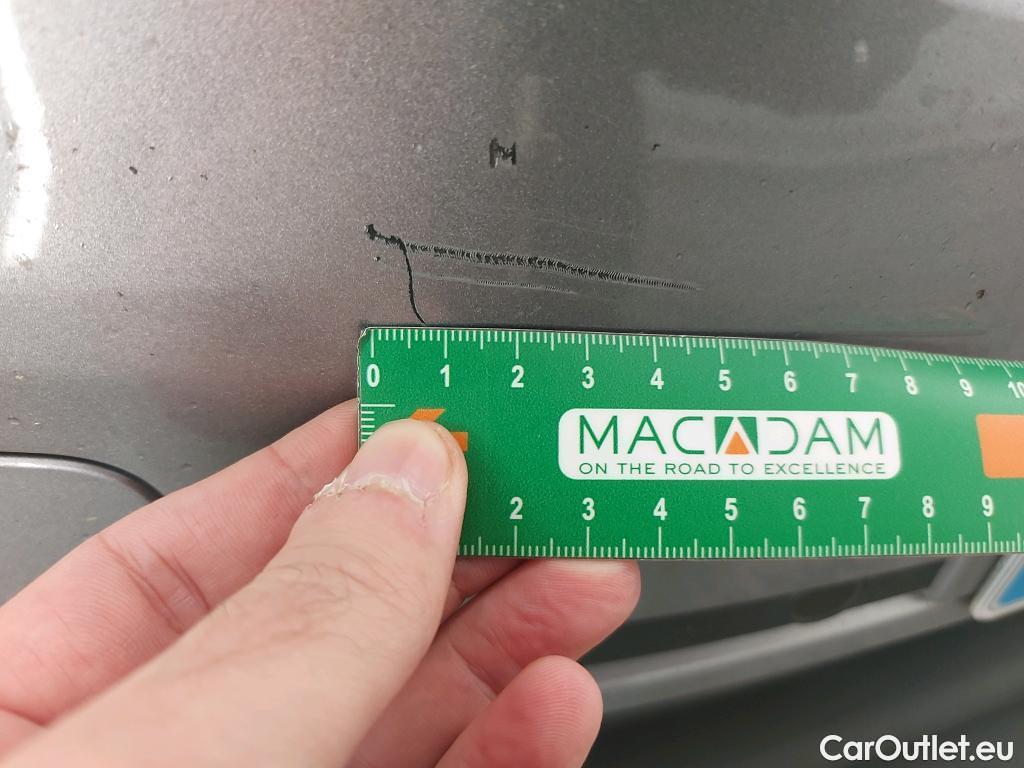 0 1 2 3 4 5 6 7 8 9 10
MACADAM
ON THE ROAD TO EXCELLENCE
2 3 4 5 6 7 8 9
CarOutlet.eu